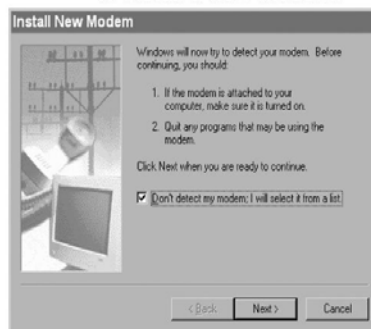 Install New Modem
Windows will now try to detect your modem. Before
continuing, you should:
1. If the modem is attached to your
computer, make sure it is turned on.
2. Quit any programs that may be using the
modem.
Click Next when you are ready to continue.
Don't detect my modem; I will select it from a list.
< Back
Next >
Cancel